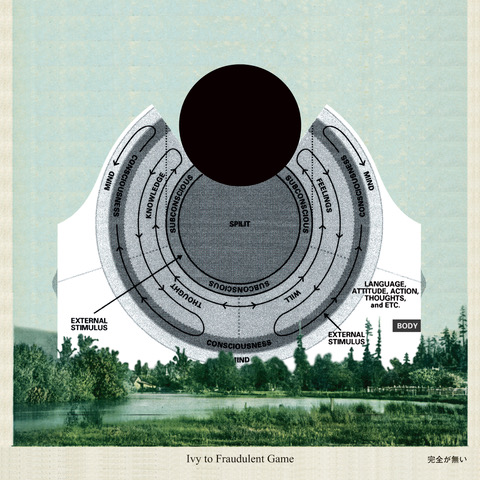 MIND
CONSCIOUSNESS
KNOWLEDGE
SUBCONSCIOUS
SPILIT
SUBCONSCIOUS
FEELINGS
CONSCIOUSNESS
MIND
SUBCONSCIOUS
THOUGHT
WILL
LANGUAGE,
ATTITUDE, ACTION,
THOUGHTS,
and ETC.
EXTERNAL
STIMULUS
BODY
EXTERNAL
STIMULUS
CONSCIOUSNESS
MIND
Ivy to Fraudulent Game
完全が無い